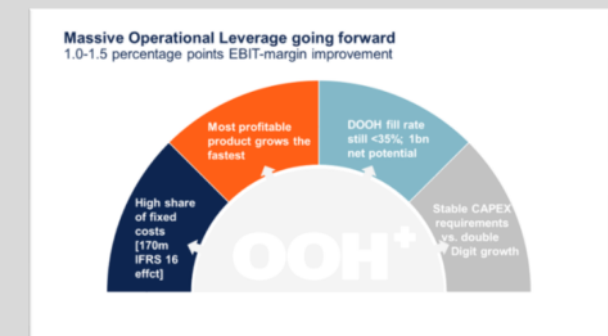 Massive Operational Leverage going forward
1.0-1.5 percentage points EBIT-margin improvement
Most profitable
product grows the
fastest
DOOH fill rate
still <35%; 1bn
net potential
High share
of fixed
costs
[170m
IFRS 16
effct]
Stable CAPEX
requirements
vs. double
Digit growth
OOH+